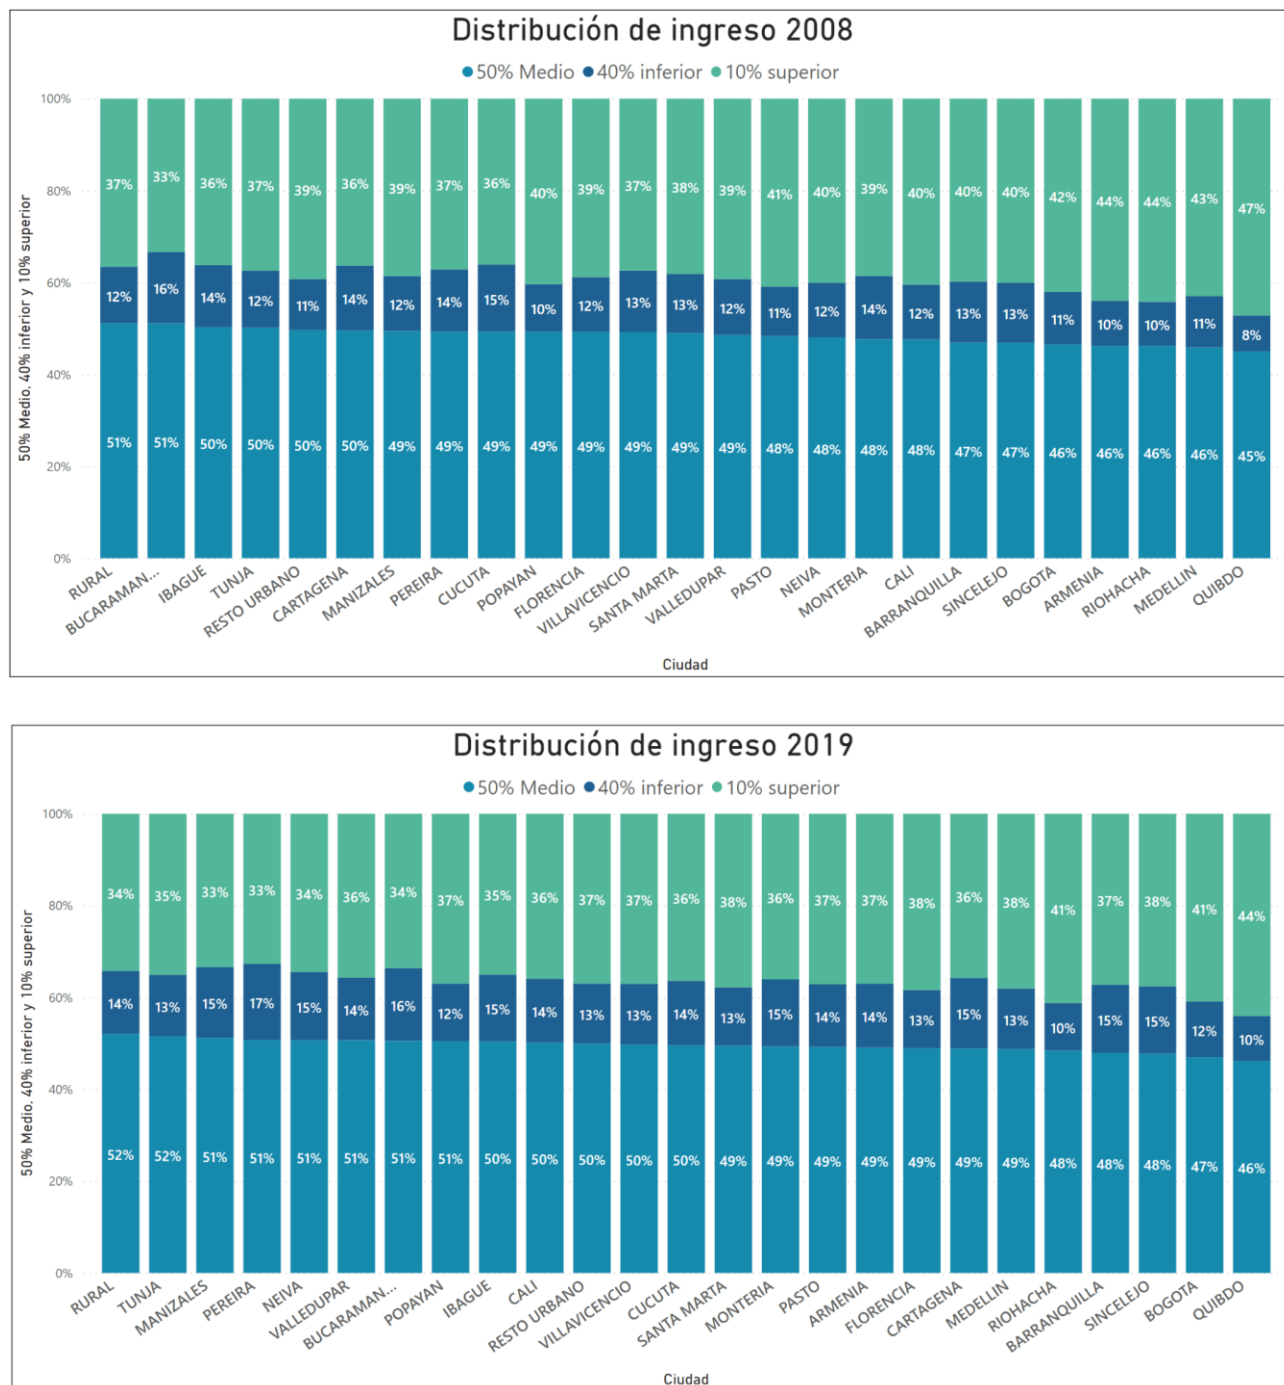 Distribución de ingreso 2008
50% Medio 40% inferior 10% superior
50% Medio, 40% inferior y 10% superior
100%
80%
60%
40%
20%
0%
37% 33% 36% 37% 39% 36% 39% 37% 36% 40% 39% 37% 38% 39% 41% 40% 39% 40% 40% 40% 42% 44% 44% 43% 47%
12% 16% 14% 12% 11% 14% 12% 14% 15% 10% 12% 13% 13% 12% 11% 12% 14% 12% 13% 13% 11% 10% 10% 11% 8%
51% 51% 50% 50% 50% 50% 49% 49% 49% 49% 49% 49% 49% 49% 48% 48% 48% 48% 47% 47% 46% 46% 46% 46% 45%
RURAL BUCARAMAN... IBAGUE TUNJA RESTO URBANO CARTAGENA MANIZALES PEREIRA CUCUTA POPAYAN FLORENCIA VILLAVICENCIO SANTA MARTA VALLEDUPAR PASTO NEIVA MONTERIA CALI BARRANQUILLA SINCELEJO BOGOTA ARMENIA RIOHACHA MEDELLIN QUIBDO
Ciudad
Distribución de ingreso 2019
50% Medio 40% inferior 10% superior
50% Medio, 40% inferior y 10% superior
100%
80%
60%
40%
20%
0%
34% 35% 33% 33% 34% 36% 34% 37% 35% 36% 37% 37% 36% 38% 36% 37% 37% 38% 36% 38% 41% 37% 38% 41% 44%
14% 13% 15% 17% 15% 14% 16% 12% 15% 14% 13% 13% 14% 13% 15% 14% 14% 13% 15% 13% 10% 15% 15% 12% 10%
52% 52% 51% 51% 51% 51% 51% 51% 50% 50% 50% 50% 50% 49% 49% 49% 49% 49% 49% 49% 48% 48% 48% 47% 46%
RURAL TUNJA MANIZALES PEREIRA NEIVA VALLEDUPAR BUCARAMAN... POPAYAN IBAGUE CALI RESTO URBANO VILLAVICENCIO CUCUTA SANTA MARTA MONTERIA PASTO ARMENIA FLORENCIA CARTAGENA MEDELLIN RIOHACHA BARRANQUILLA SINCELEJO BOGOTA QUIBDO
Ciudad